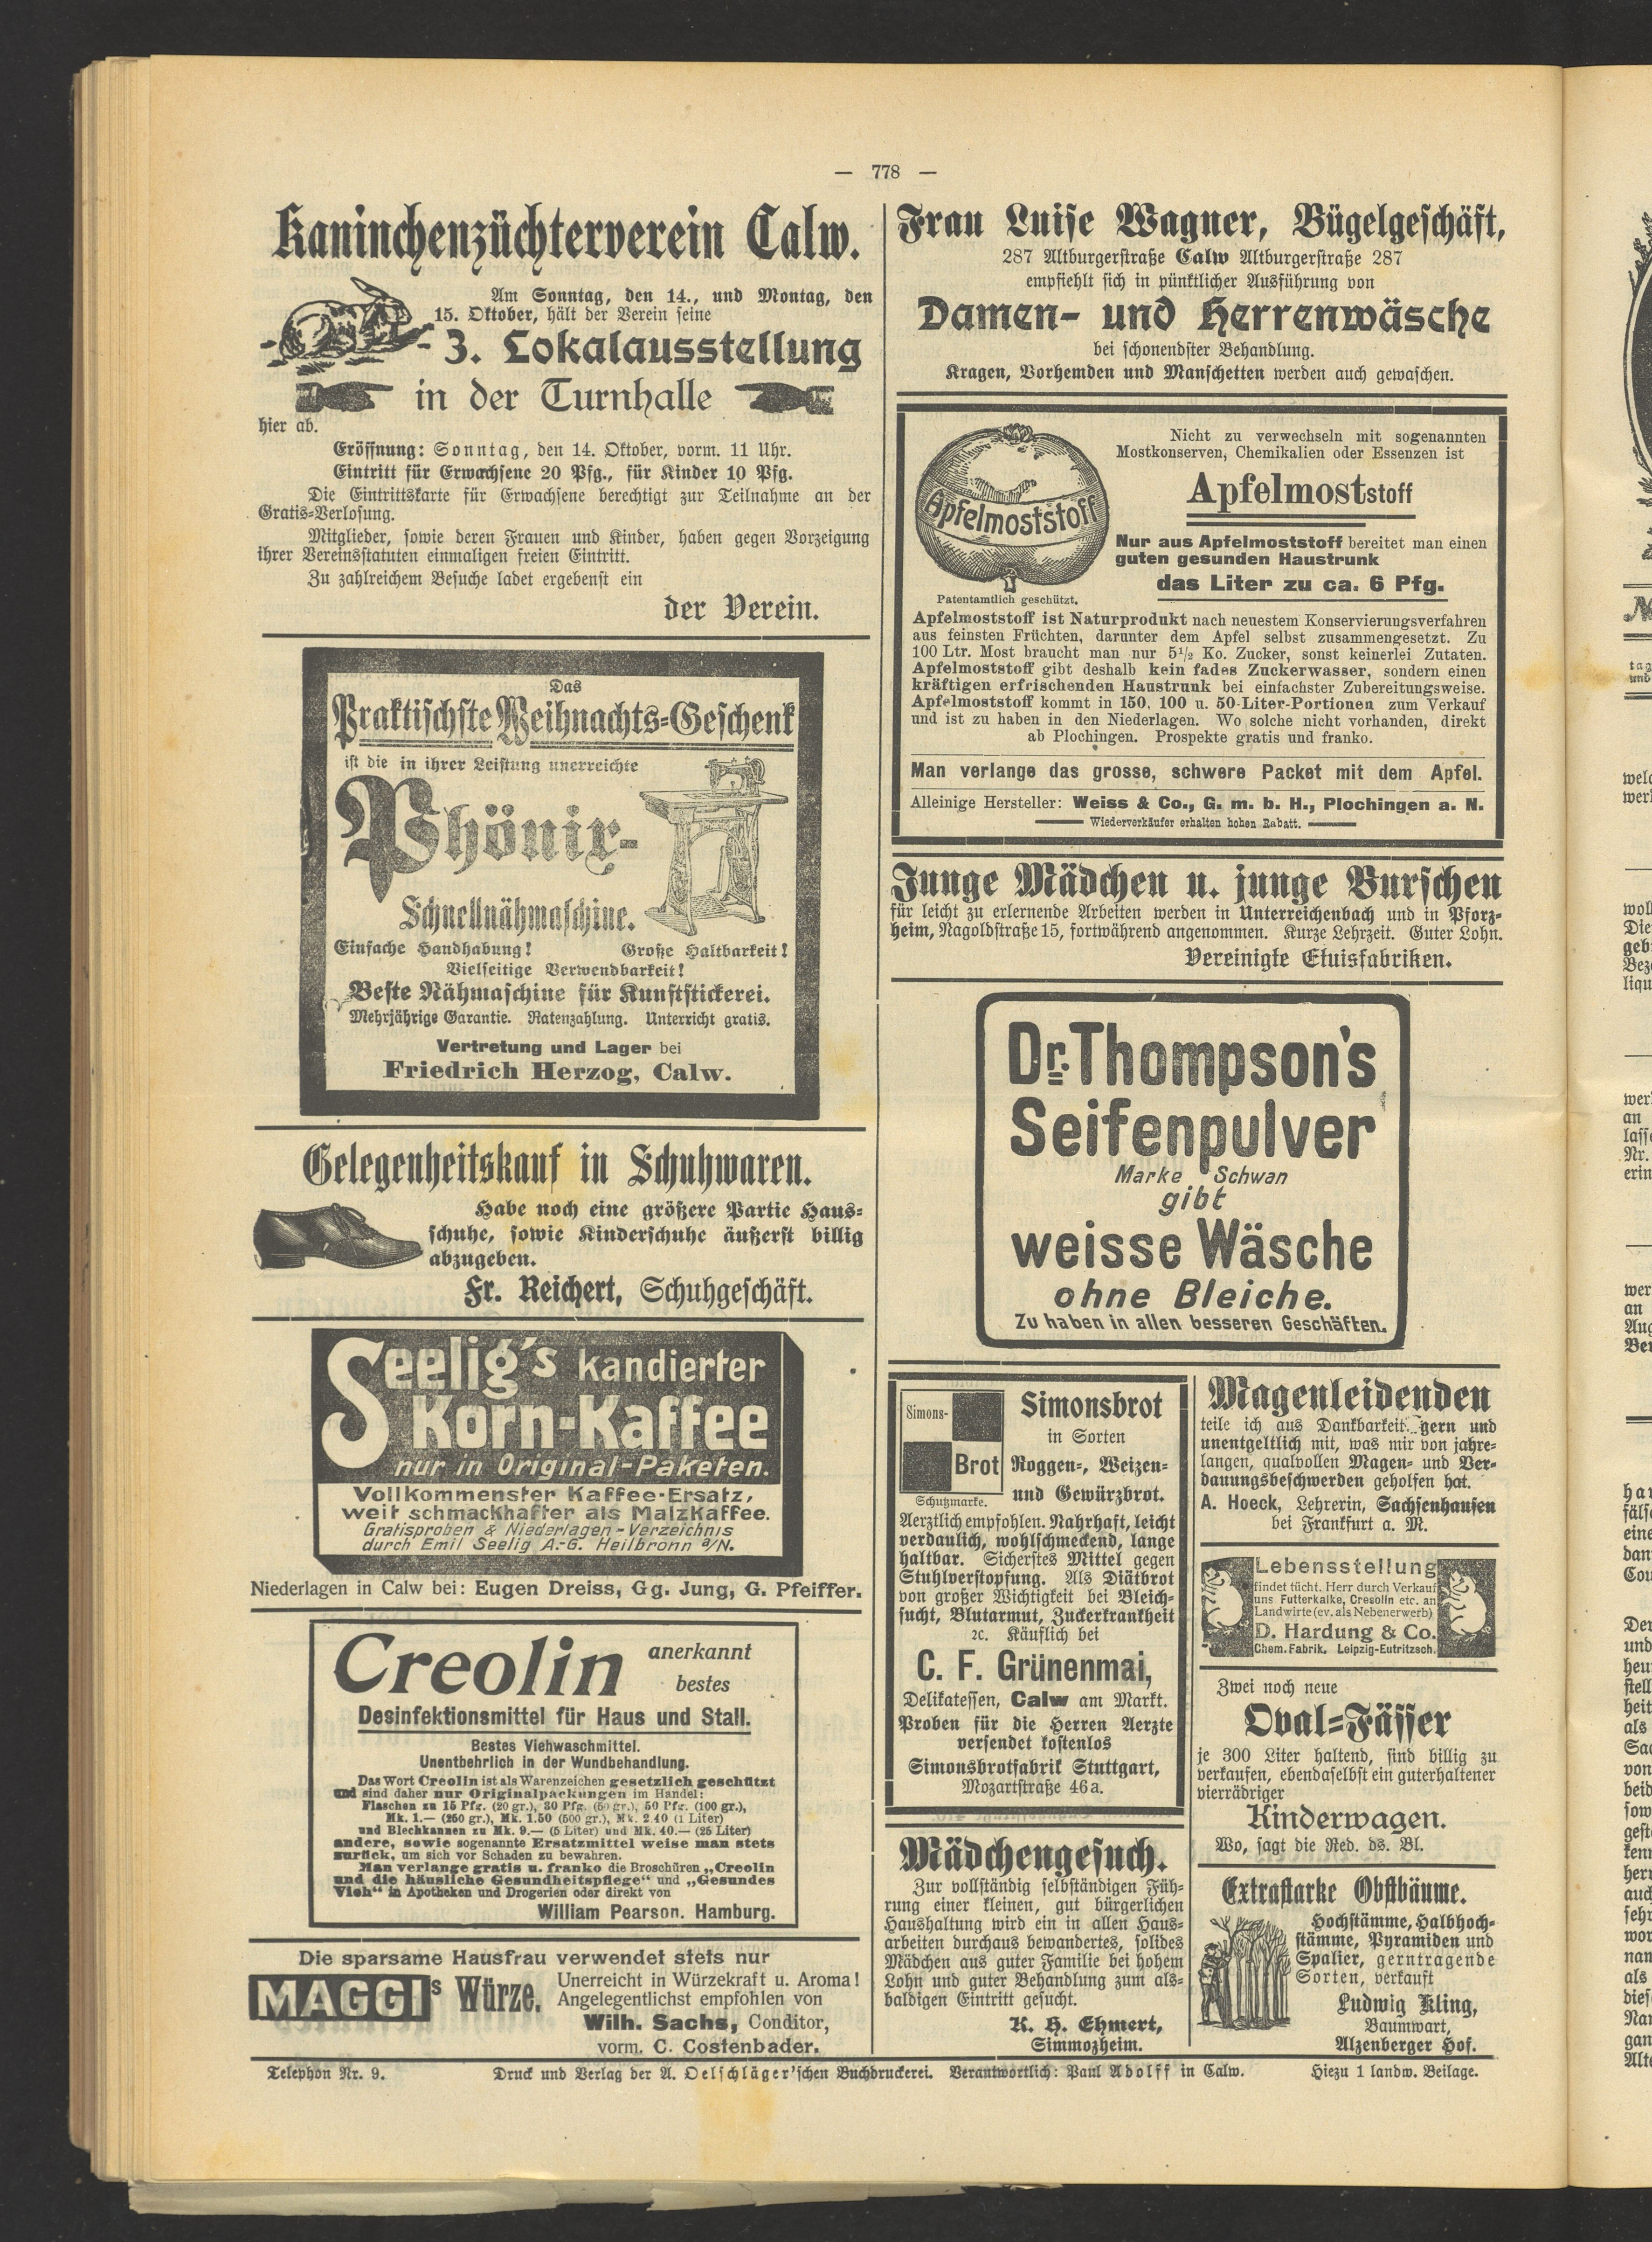 — 778 —
Kaninchenzüchterverein Calw.
Am Sonntag, den 14., und Montag, den
15. Oktober, hält der Verein seine
3. Lokalausstellung
in der Turnhalle
hier ab.
Eröffnung: Sonntag, den 14. Oktober, vorm. 11 Uhr.
Eintritt für Erwachsene 20 Pfg., für Kinder 10 Pfg.
Die Eintrittskarte für Erwachsene berechtigt zur Teilnahme an der
Gratis-Verlosung.
Mitglieder, sowie deren Frauen und Kinder, haben gegen Vorzeigung
ihrer Vereinsstatuten einmaligen freien Eintritt.
Zu zahlreichem Besuche ladet ergebenst ein
der Verein.
Das
Praktischste Weihnachts-Geschenk
ist die in ihrer Leistung unerreichte
Phönix-
Schnellnähmaschine.
Einfache Handhabung! Große Haltbarkeit!
Vielseitige Verwendbarkeit!
Beste Nähmaschine für Kunststickerei.
Mehrjährige Garantie. Ratenzahlung. Unterricht gratis.
Vertretung und Lager bei
Friedrich Herzog, Calw.
Gelegenheitskauf in Schuhwaren.
Habe noch eine größere Partie Haus-
schuhe, sowie Kinderschuhe äußerst billig
abzugeben.
Fr. Reichert, Schuhgeschäft.
Seelig's kandierter
Korn-Kaffee
nur in Original-Paketen.
Vollkommenster Kaffee-Ersatz,
weit schmackhafter als Malzkaffee.
Gratisproben & Niederlagen-Verzeichnis
durch Emil Seelig A.-G. Heilbronn a/N.
Niederlagen in Calw bei: Eugen Dreiss, Gg. Jung, G. Pfeiffer.
Creolin anerkannt
bestes
Desinfektionsmittel für Haus und Stall.
Bestes Viehwaschmittel.
Unentbehrlich in der Wundbehandlung.
Das Wort Creolin ist als Warenzeichen gesetzlich geschützt
und sind daher nur Originalpackungen im Handel:
Flaschen zu 15 Pfg. (20 gr.), 30 Pfg. (50 gr.), 50 Pfg. (100 gr.),
Mk. 1.— (250 gr.), Mk. 1.50 (500 gr.), Mk. 2.40 (1 Liter)
und Blechkannen zu Mk. 9.— (5 Liter) und Mk. 40.— (25 Liter)
andere, sowie sogenannte Ersatzmittel weise man stets
zurück, um sich vor Schaden zu bewahren.
Man verlange gratis u. franko die Broschüren „Creolin
und die häusliche Gesundheitspflege“ und „Gesundes
Vieh“ in Apotheken und Drogerien oder direkt von
William Pearson. Hamburg.
Die sparsame Hausfrau verwendet stets nur
MAGGIs Würze.
Unerreicht in Würzekraft u. Aroma!
Angelegentlichst empfohlen von
Wilh. Sachs, Conditor,
vorm. C. Costenbader.
Frau Luise Wagner, Bügelgeschäft,
287 Altburgerstraße Calw Altburgerstraße 287
empfiehlt sich in pünktlicher Ausführung von
Damen- und Herrenwäsche
bei schonendster Behandlung.
Kragen, Vorhemden und Manschetten werden auch gewaschen.
Apfelmoststoff
Patentamtlich geschützt.
Nicht zu verwechseln mit sogenannten
Mostkonserven, Chemikalien oder Essenzen ist
Apfelmoststoff
Nur aus Apfelmoststoff bereitet man einen
guten gesunden Haustrunk
das Liter zu ca. 6 Pfg.
Apfelmoststoff ist Naturprodukt nach neuestem Konservierungsverfahren
aus feinsten Früchten, darunter dem Apfel selbst zusammengesetzt. Zu
100 Ltr. Most braucht man nur 5½ Ko. Zucker, sonst keinerlei Zutaten.
Apfelmoststoff gibt deshalb kein fades Zuckerwasser, sondern einen
kräftigen erfrischenden Haustrunk bei einfachster Zubereitungsweise.
Apfelmoststoff kommt in 150, 100 u. 50-Liter-Portionen zum Verkauf
und ist zu haben in den Niederlagen. Wo solche nicht vorhanden, direkt
ab Plochingen. Prospekte gratis und franko.
Man verlange das grosse, schwere Packet mit dem Apfel.
Alleinige Hersteller: Weiss & Co., G. m. b. H., Plochingen a. N.
Wiederverkäufer erhalten hohen Rabatt.
Junge Mädchen u. junge Burschen
für leicht zu erlernende Arbeiten werden in Unterreichenbach und in Pforz-
heim, Nagoldstraße 15, fortwährend angenommen. Kurze Lehrzeit. Guter Lohn.
Vereinigte Etuisfabriken.
Dr. Thompson's
Seifenpulver
Marke Schwan
gibt
weisse Wäsche
ohne Bleiche.
Zu haben in allen besseren Geschäften.
Simons-
Brot
Schutzmarke.
Simonsbrot
in Sorten
Roggen-, Weizen-
und Gewürzbrot.
Aerztlich empfohlen. Nahrhaft, leicht
verdaulich, wohlschmeckend, lange
haltbar. Sicherstes Mittel gegen
Stuhlverstopfung. Als Diätbrot
von großer Wichtigkeit bei Bleich-
sucht, Blutarmut, Zuckerkrankheit
ꝛc. Käuflich bei
C. F. Grünenmai,
Delikatessen, Calw am Markt.
Proben für die Herren Aerzte
versendet kostenlos
Simonsbrotfabrik Stuttgart,
Mozartstraße 46a.
Mädchengesuch.
Zur vollständig selbständigen Füh-
rung einer kleinen, gut bürgerlichen
Haushaltung wird ein in allen Haus-
arbeiten durchaus bewandertes, solides
Mädchen aus guter Familie bei hohem
Lohn und guter Behandlung zum als-
baldigen Eintritt gesucht.
K. H. Ehmert,
Simmozheim.
Magenleidenden
teile ich aus Dankbarkeit gern und
unentgeltlich mit, was mir von jahre-
langen, qualvollen Magen- und Ver-
dauungsbeschwerden geholfen hat.
A. Hoeck, Lehrerin, Sachsenhausen
bei Frankfurt a. M.
Lebensstellung
findet tücht. Herr durch Verkauf
uns Futterkalke, Cresolin etc. an
Landwirte (ev. als Nebenerwerb)
D. Hardung & Co.
Chem. Fabrik. Leipzig-Eutritzsch.
Zwei noch neue
Oval-Fässer
je 300 Liter haltend, sind billig zu
verkaufen, ebendaselbst ein guterhaltener
vierrädriger
Kinderwagen.
Wo, sagt die Red. ds. Bl.
Extrastarke Obstbäume.
Hochstämme, Halbhoch-
stämme, Pyramiden und
Spalier, gerntragende
Sorten, verkauft
Ludwig Kling,
Baumwart,
Alzenberger Hof.
Telephon Nr. 9. Druck und Verlag der A. Oelschläger'schen Buchdruckerei. Verantwortlich: Paul Adolff in Calw. Hiezu 1 landw. Beilage.